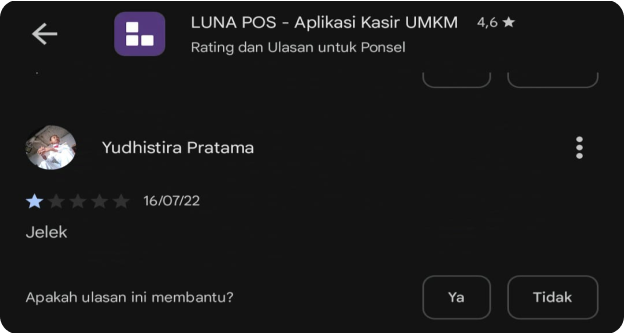 LUNA POS - Aplikasi Kasir UMKM 4,6 ★
Rating dan Ulasan untuk Ponsel
Yudhistira Pratama
16/07/22
Jelek
Apakah ulasan ini membantu? Ya Tidak